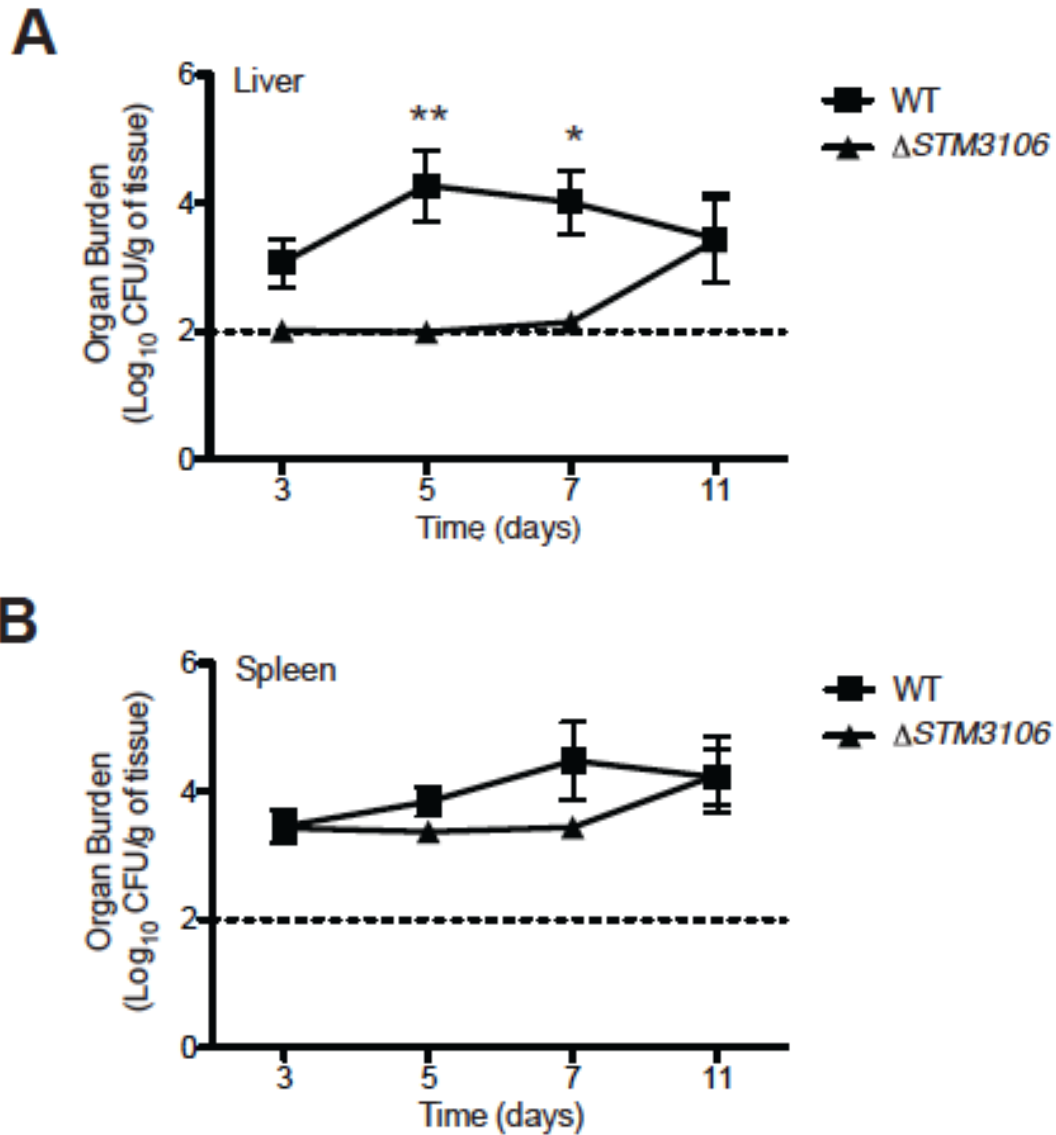 A
Liver
6
4
2
0
**
*
WT
ΔSTM3106
Organ Burden
(Log10 CFU/g of tissue)
3 5 7 11
Time (days)
B
Spleen
6
4
2
0
WT
ΔSTM3106
Organ Burden
(Log10 CFU/g of tissue)
3 5 7 11
Time (days)